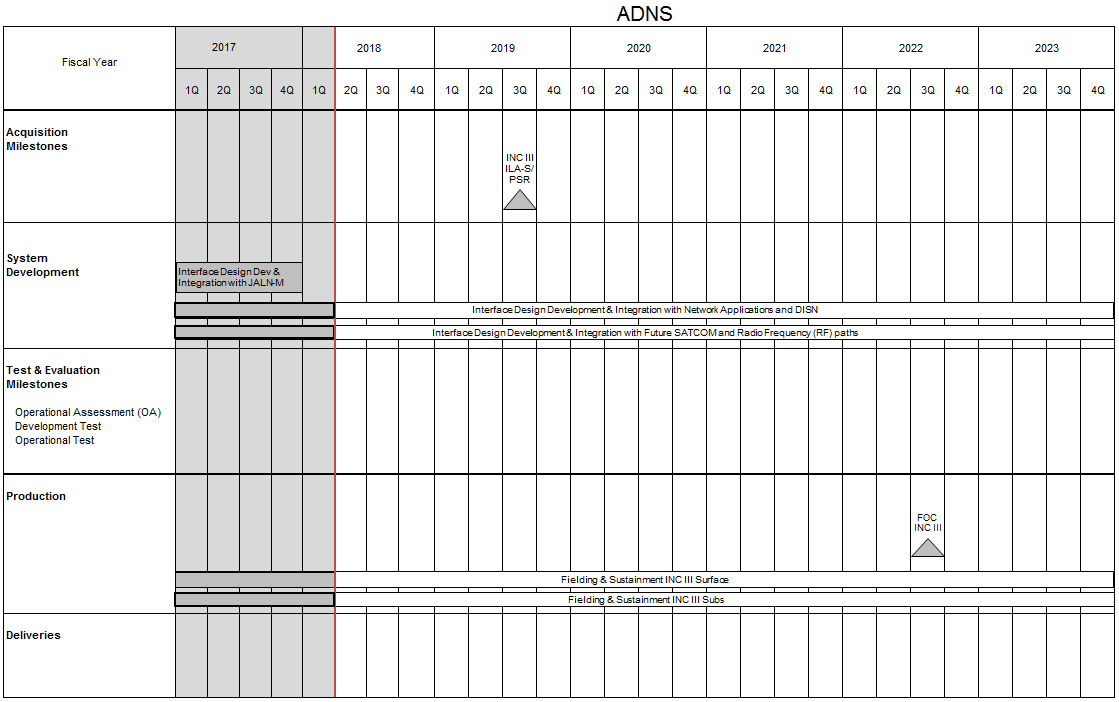 ADNS
Fiscal Year
2017
2018
2019
2020
2021
2022
2023
1Q 2Q 3Q 4Q 1Q 2Q 3Q 4Q 1Q 2Q 3Q 4Q 1Q 2Q 3Q 4Q 1Q 2Q 3Q 4Q 1Q 2Q 3Q 4Q 1Q 2Q 3Q 4Q
Acquisition
Milestones
INC III
ILA-S/
PSR
System
Development
Interface Design Dev &
Integration with JALN-M
Interface Design Development & Integration with Network Applications and DISN
Interface Design Development & Integration with Future SATCOM and Radio Frequency (RF) paths
Test & Evaluation
Milestones
Operational Assessment (OA)
Development Test
Operational Test
Production
FOC
INC III
Fielding & Sustainment INC III Surface
Fielding & Sustainment INC III Subs
Deliveries